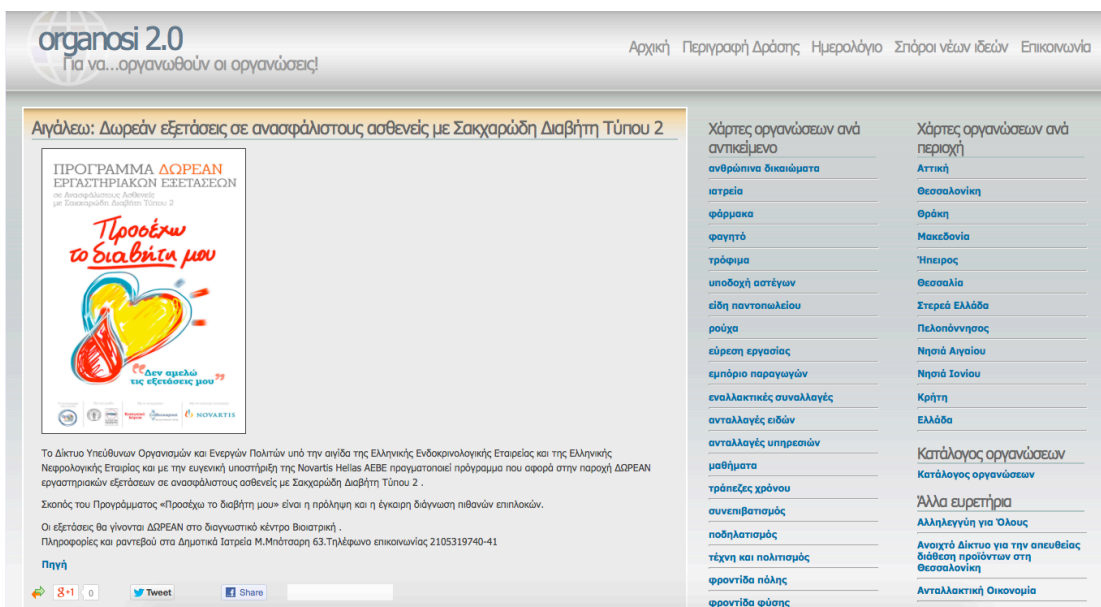 organosi 2.0
Για να...οργανωθούν οι οργανώσεις!
Αρχική Περιγραφή Δράσης Ημερολόγιο Σπόροι νέων ιδεών Επικοινωνία
Αιγάλεω: Δωρεάν εξετάσεις σε ανασφάλιστους ασθενείς με Σακχαρώδη Διαβήτη Τύπου 2
ΠΡΟΓΡΑΜΜΑ ΔΩΡΕΑΝ
ΕΡΓΑΣΤΗΡΙΑΚΩΝ ΕΞΕΤΑΣΕΩΝ
σε Ανασφάλιστους Ασθενείς
με Σακχαρώδη Διαβήτη Τύπου 2
Προσέχω
το διαβήτη μου
"Δεν αμελώ
τις εξετάσεις μου"
NOVARTIS
Το Δίκτυο Υπεύθυνων Οργανισμών και Ενεργών Πολιτών υπό την αιγίδα της Ελληνικής Ενδοκρινολογικής Εταιρείας και της Ελληνικής
Νεφρολογικής Εταιρίας και με την ευγενική υποστήριξη της Novartis Hellas AEBE πραγματοποιεί πρόγραμμα που αφορά στην παροχή ΔΩΡΕΑΝ
εργαστηριακών εξετάσεων σε ανασφάλιστους ασθενείς με Σακχαρώδη Διαβήτη Τύπου 2 .
Σκοπός του Προγράμματος «Προσέχω το διαβήτη μου» είναι η πρόληψη και η έγκαιρη διάγνωση πιθανών επιπλοκών.
Οι εξετάσεις θα γίνονται ΔΩΡΕΑΝ στο διαγνωστικό κέντρο Βιοιατρική .
Πληροφορίες και ραντεβού στα Δημοτικά Ιατρεία Μ.Μπότσαρη 63.Τηλέφωνο επικοινωνίας 2105319740-41
Πηγή
+1 0 Tweet Share
Χάρτες οργανώσεων ανά
αντικείμενο
ανθρώπινα δικαιώματα
ιατρεία
φάρμακα
φαγητό
τρόφιμα
υποδοχή αστέγων
είδη παντοπωλείου
ρούχα
εύρεση εργασίας
εμπόριο παραγωγών
εναλλακτικές συναλλαγές
ανταλλαγές ειδών
ανταλλαγές υπηρεσιών
μαθήματα
τράπεζες χρόνου
συνεπιβατισμός
ποδηλατισμός
τέχνη και πολιτισμός
φροντίδα πόλης
φροντίδα φύσης
Χάρτες οργανώσεων ανά
περιοχή
Αττική
Θεσσαλονίκη
Θράκη
Μακεδονία
Ήπειρος
Θεσσαλία
Στερεά Ελλάδα
Πελοπόννησος
Νησιά Αιγαίου
Νησιά Ιονίου
Κρήτη
Ελλάδα
Κατάλογος οργανώσεων
Κατάλογος οργανώσεων
Άλλα ευρετήρια
Αλληλεγγύη για Όλους
Ανοιχτό Δίκτυο για την απευθείας
διάθεση προϊόντων στη
Θεσσαλονίκη
Ανταλλακτική Οικονομία